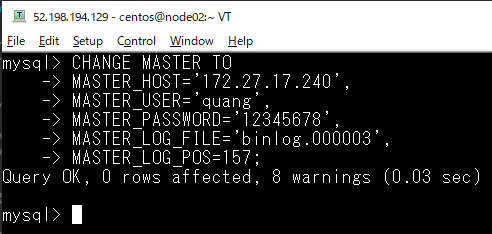 52.198.194.129 - centos@node02:~ VT
File Edit Setup Control Window Help
mysql> CHANGE MASTER TO
    -> MASTER_HOST='172.27.17.240',
    -> MASTER_USER='quang',
    -> MASTER_PASSWORD='12345678',
    -> MASTER_LOG_FILE='binlog.000003',
    -> MASTER_LOG_POS=157;
Query OK, 0 rows affected, 8 warnings (0.03 sec)
mysql>